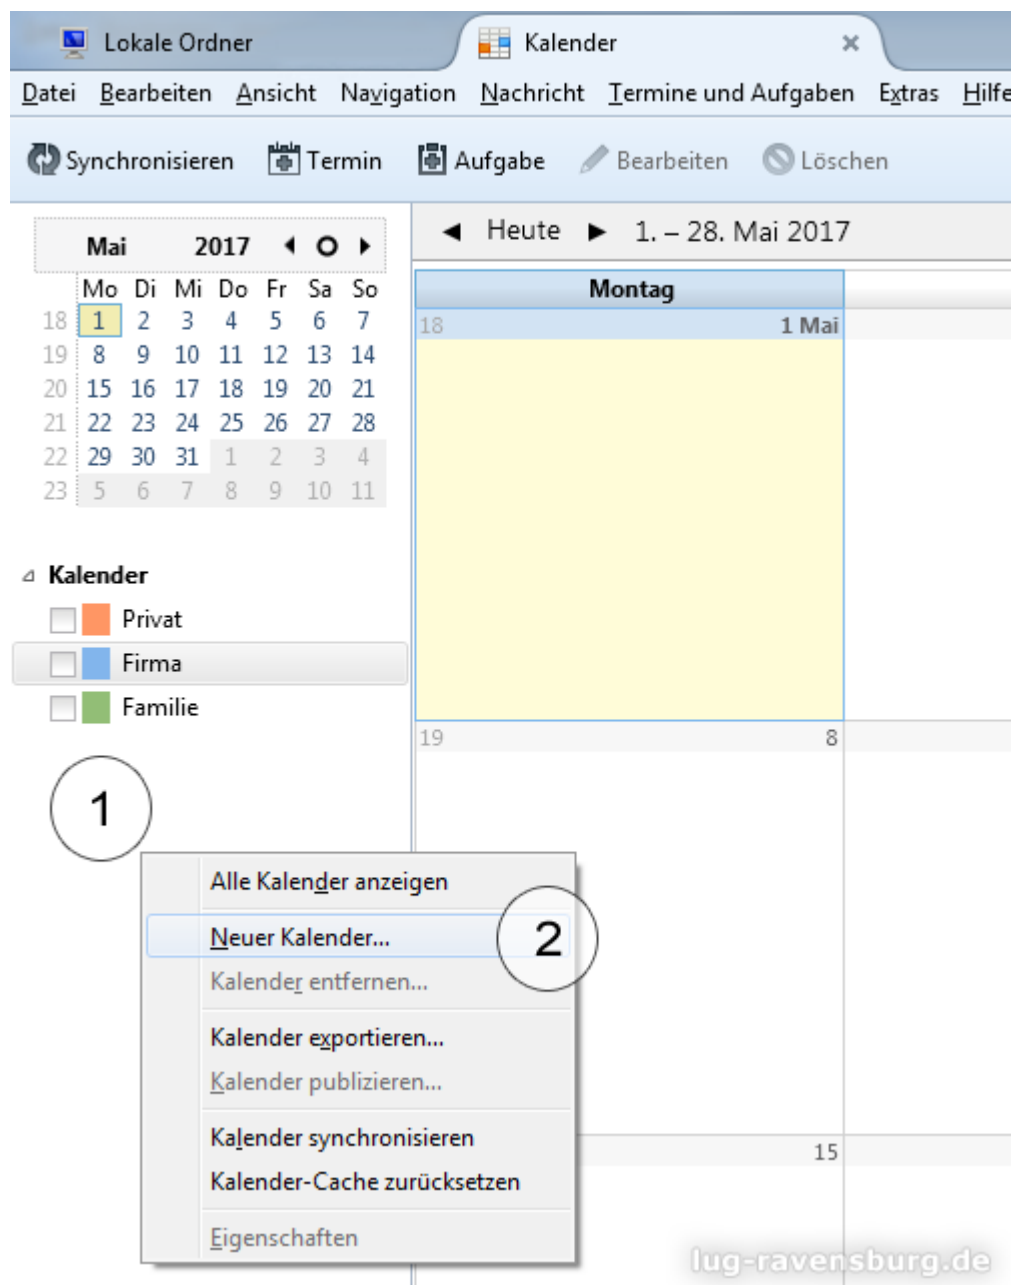 Lokale Ordner Kalender
Datei Bearbeiten Ansicht Navigation Nachricht Termine und Aufgaben Extras Hilfe
Synchronisieren Termin Aufgabe Bearbeiten Löschen
Heute 1. – 28. Mai 2017
Mai 2017
Mo Di Mi Do Fr Sa So
18 1 2 3 4 5 6 7
19 8 9 10 11 12 13 14
20 15 16 17 18 19 20 21
21 22 23 24 25 26 27 28
22 29 30 31 1 2 3 4
23 5 6 7 8 9 10 11
Montag
18 1 Mai
Kalender
Privat
Firma
Familie
19 8
1
Alle Kalender anzeigen
Neuer Kalender...
2
Kalender entfernen...
Kalender exportieren...
Kalender publizieren...
Kalender synchronisieren
15
Kalender-Cache zurücksetzen
Eigenschaften
lug-ravensburg.de